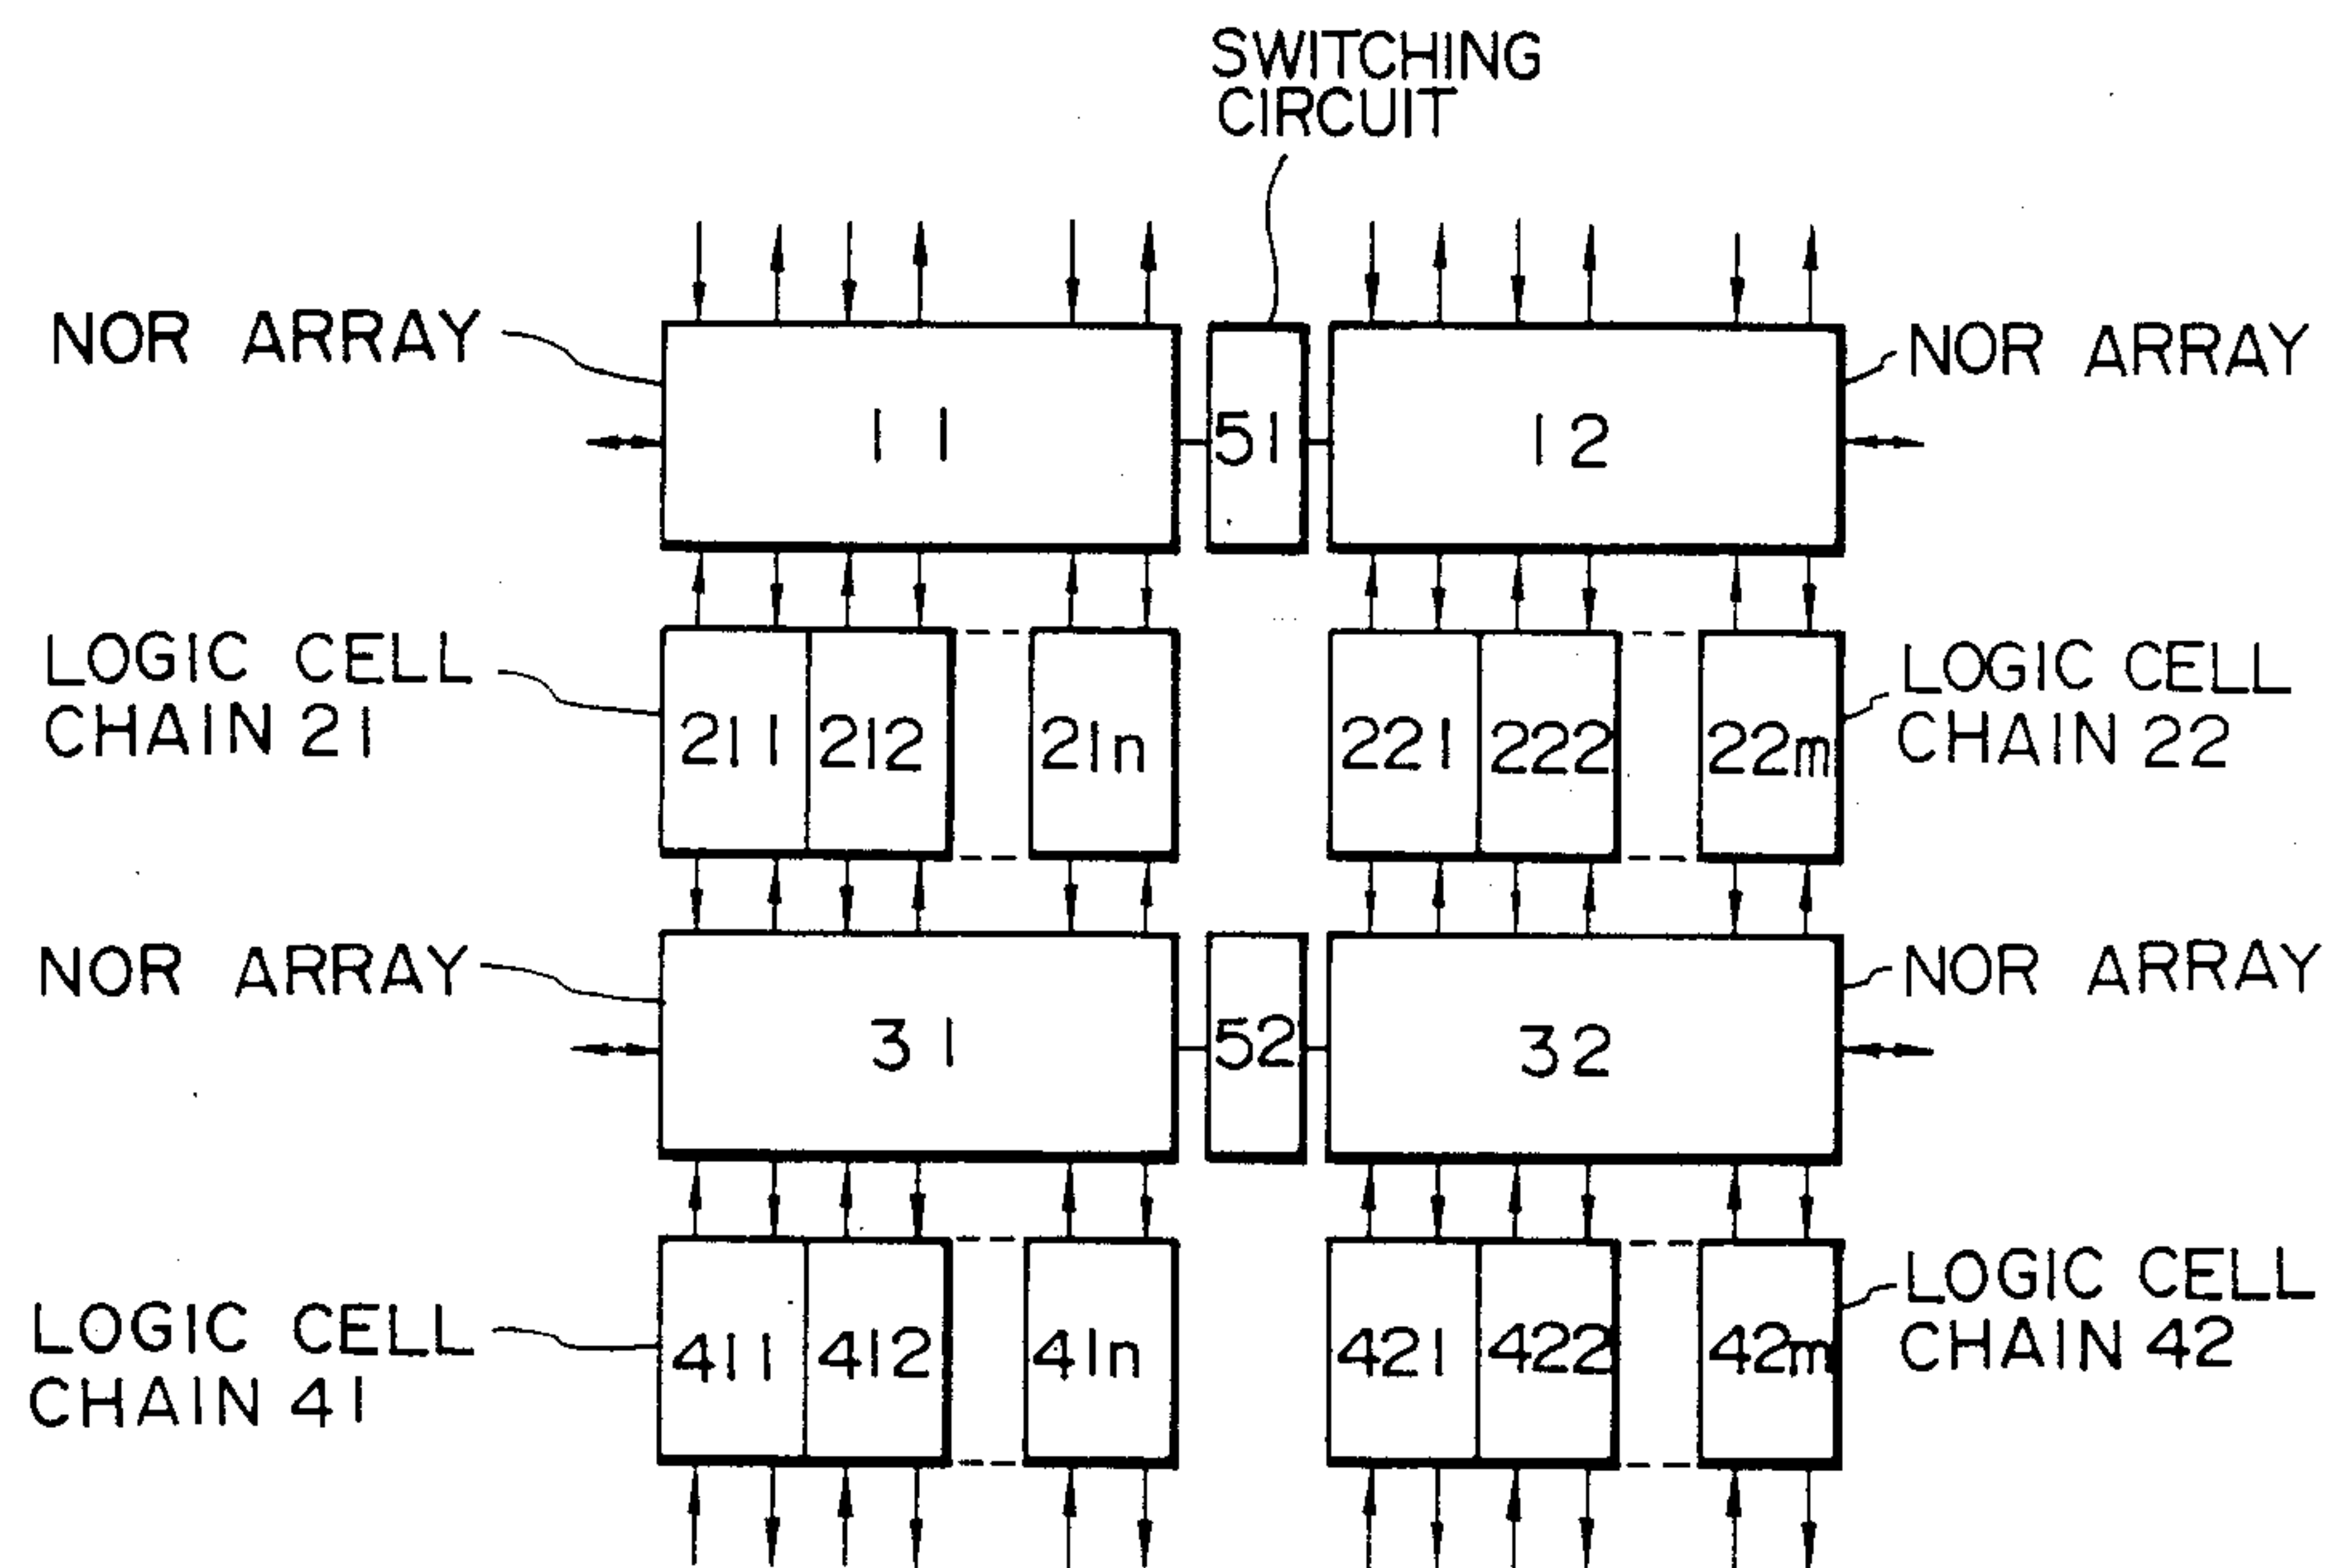 SWITCHING
CIRCUIT
NOR ARRAY
11
51
12
NOR ARRAY
LOGIC CELL
CHAIN 21
211
212
21n
221
222
22m
LOGIC CELL
CHAIN 22
NOR ARRAY
31
52
32
NOR ARRAY
LOGIC CELL
CHAIN 41
411
412
41n
421
422
42m
LOGIC CELL
CHAIN 42